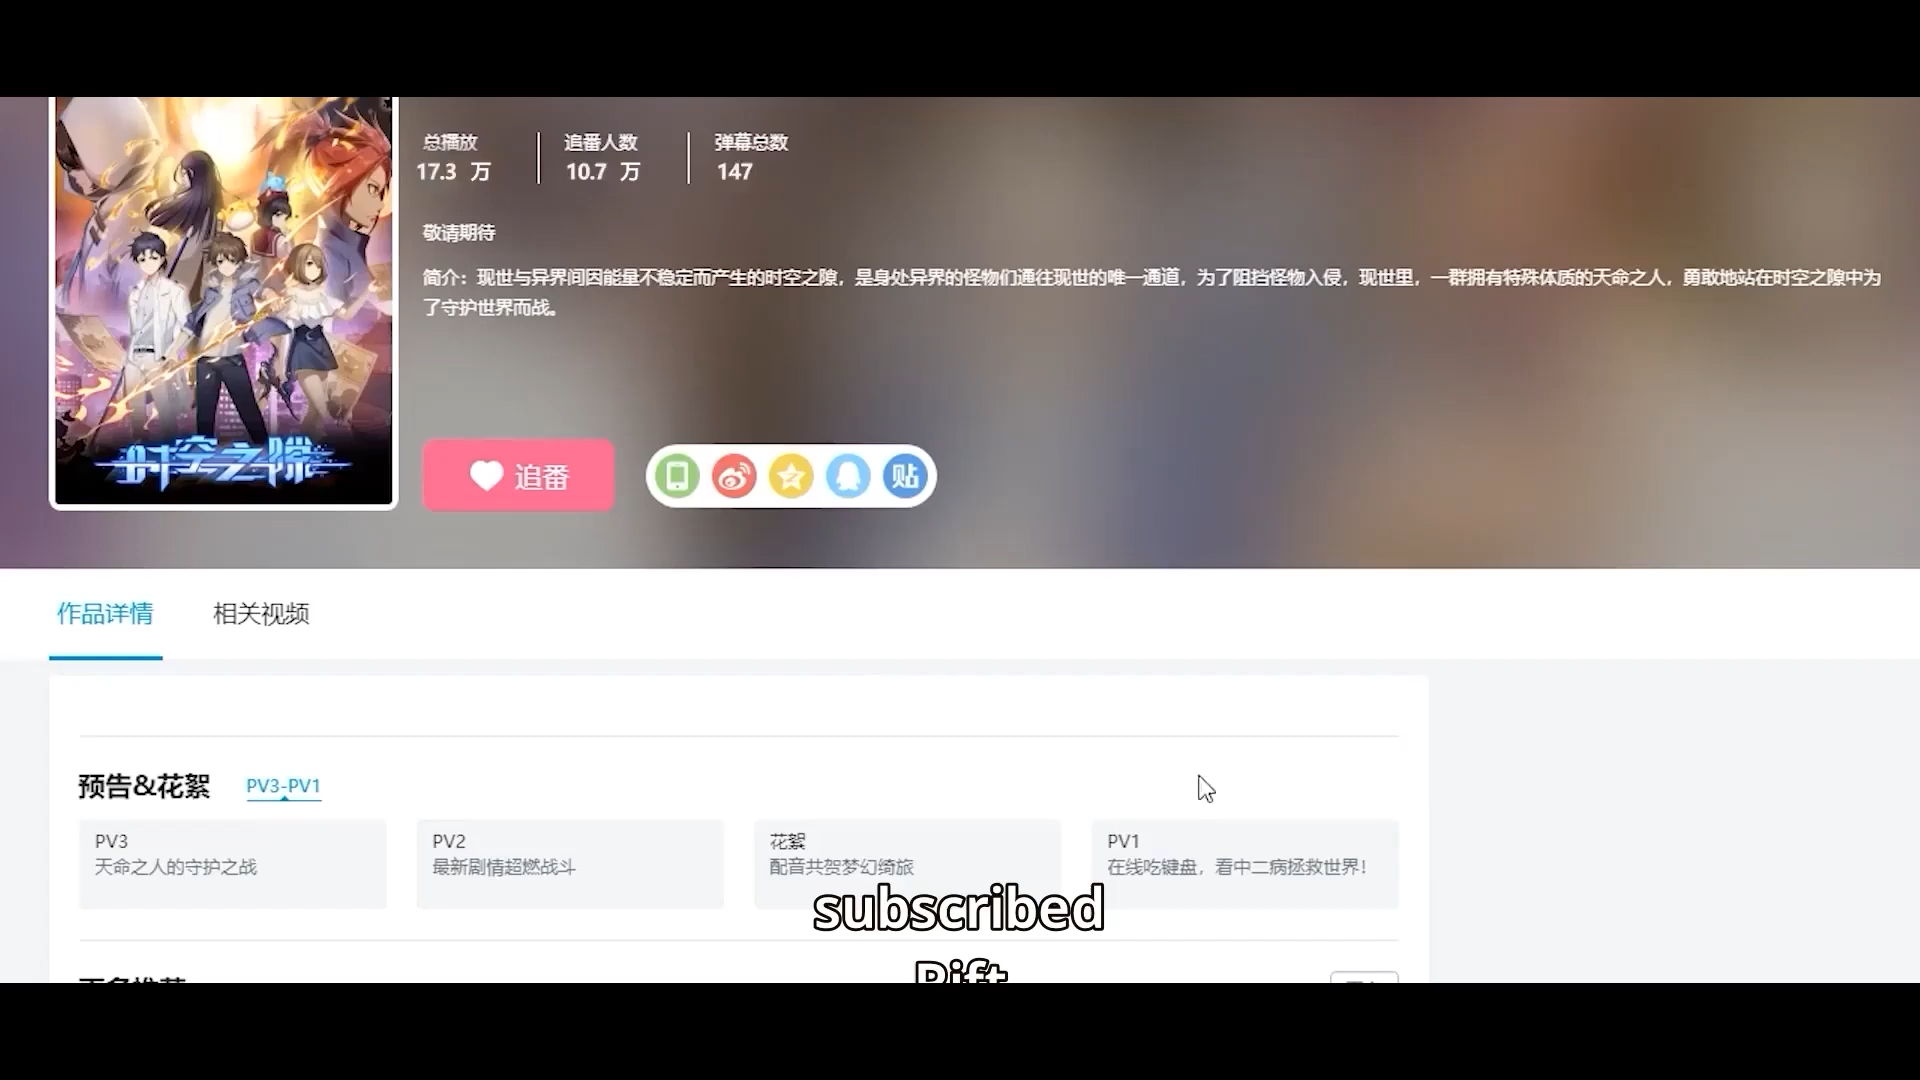 总播放 追番人数 弹幕总数
17.3 万 10.7 万 147
敬请期待
简介：现世与异界间因能量不稳定而产生的时空之隙，是身处异界的怪物们通往现世的唯一通道，为了阻挡怪物入侵，现世里，一群拥有特殊体质的天命之人，勇敢地站在时空之隙中为
了守护世界而战。
时空之隙
追番
贴
作品详情 相关视频
预告&花絮 PV3-PV1
PV3
天命之人的守护之战
PV2
最新剧情超燃战斗
花絮
配音共贺梦幻绮旅
PV1
在线吃键盘，看中二病拯救世界！
subscribed
Rift